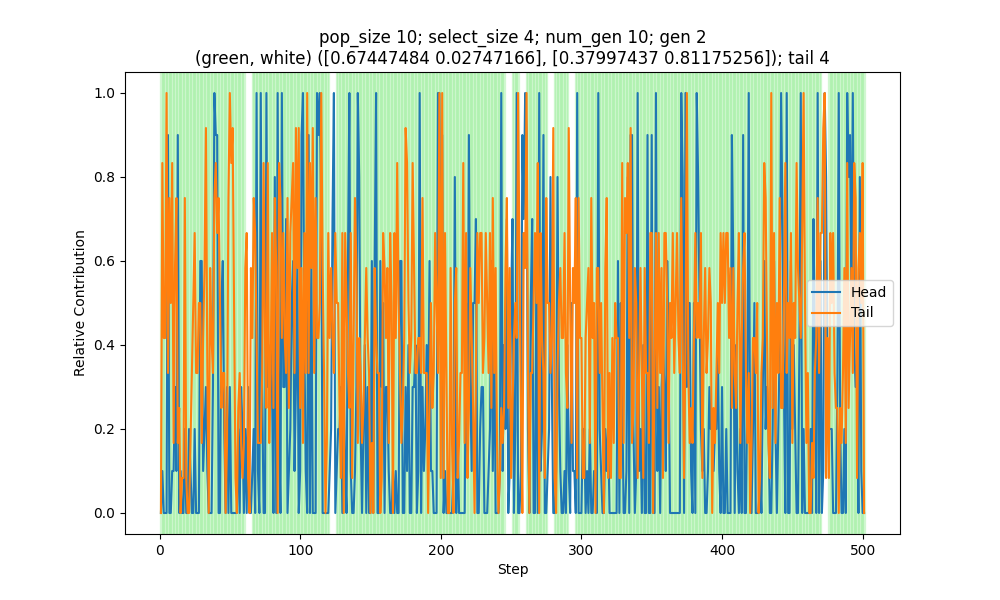 pop_size 10; select_size 4; num_gen 10; gen 2
(green, white) ([0.67447484 0.02747166], [0.37997437 0.81175256]); tail 4
Relative Contribution
1.0
0.8
0.6
0.4
0.2
0.0
Head
Tail
0
100
200
300
400
500
Step